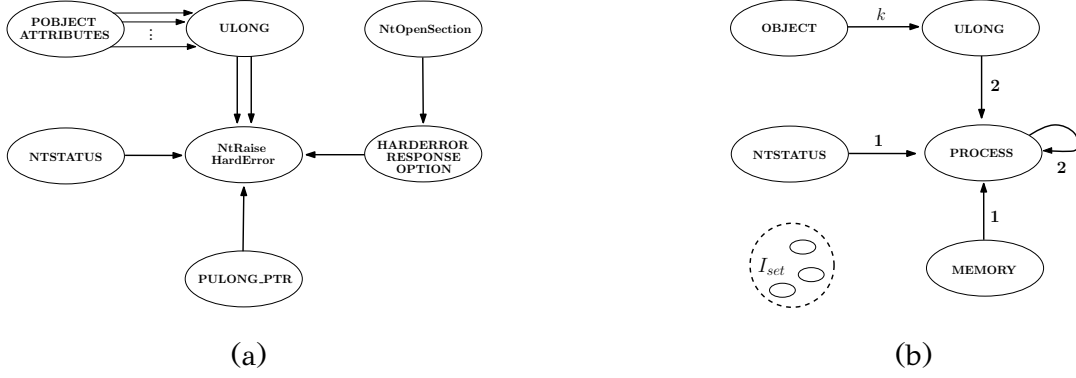 POBJECT
ATTRIBUTES
⋮
ULONG
NtOpenSection
NTSTATUS
NtRaise
HardError
HARDERROR
RESPONSE
OPTION
PULONG_PTR
(a)
OBJECT
k
ULONG
2
NTSTATUS
1
PROCESS
2
1
I_set
MEMORY
(b)